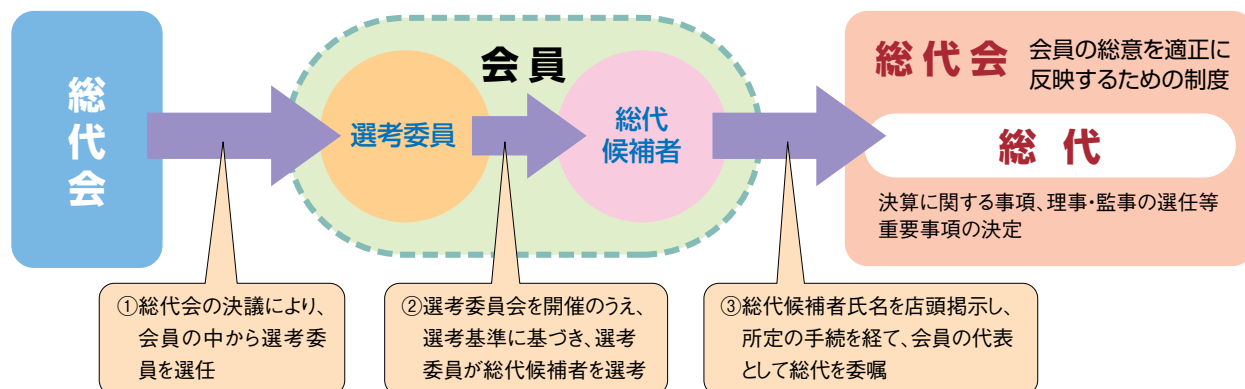 総代会
会員
選考委員
総代
候補者
総代会
会員の総意を適正に
反映するための制度
総代
決算に関する事項、理事・監事の選任等
重要事項の決定
①総代会の決議により、
会員の中から選考委
員を選任
②選考委員会を開催のうえ、
選考基準に基づき、選考
委員が総代候補者を選考
③総代候補者氏名を店頭掲示し、
所定の手続を経て、会員の代表
として総代を委嘱